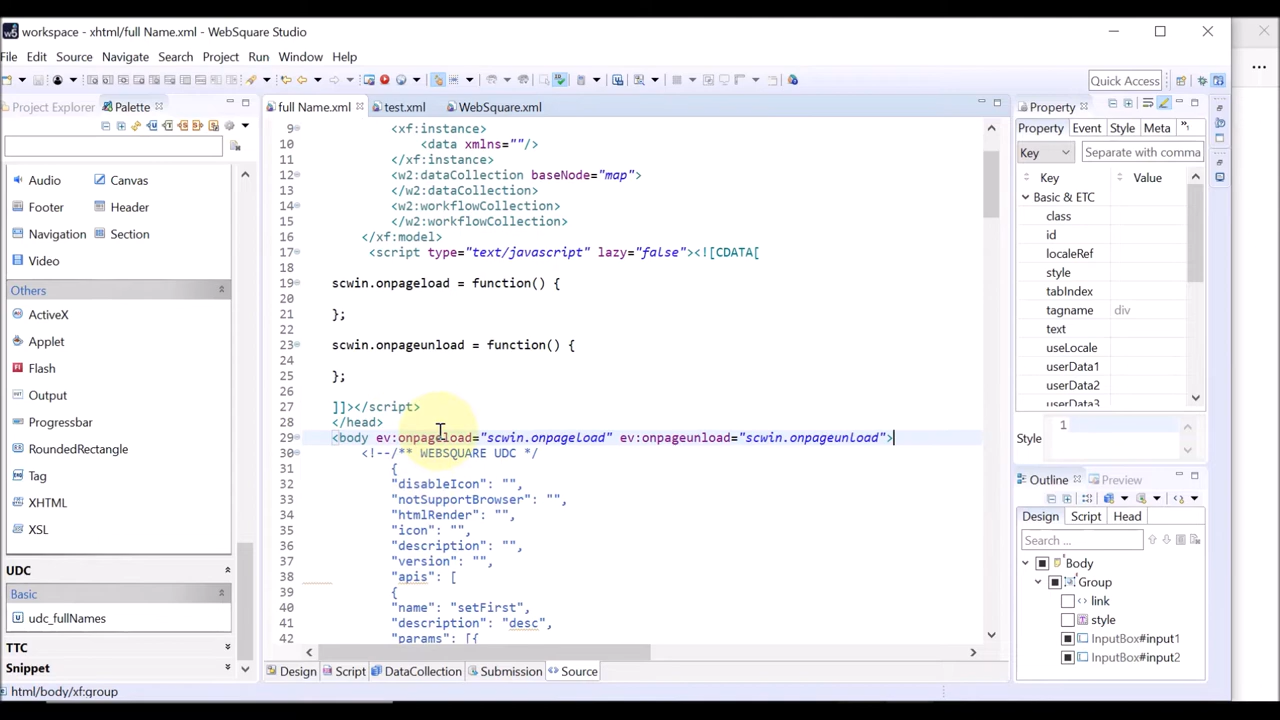 workspace - xhtml/full Name.xml - WebSquare Studio
File Edit Source Navigate Search Project Run Window Help
Quick Access
Project Explorer Palette
full Name.xml test.xml WebSquare.xml
Property
Audio Canvas
Footer Header
Navigation Section
Video
Others
ActiveX
Applet
Flash
Output
Progressbar
RoundedRectangle
Tag
XHTML
XSL
UDC
Basic
udc_fullNames
TTC
Snippet
9 <xf:instance>
10 <data xmlns=""/>
11 </xf:instance>
12 <w2:dataCollection baseNode="map">
13 </w2:dataCollection>
14 <w2:workflowCollection>
15 </w2:workflowCollection>
16 </xf:model>
17 <script type="text/javascript" lazy="false"><![CDATA[
18
19 scwin.onpageload = function() {
20
21 };
22
23 scwin.onpageunload = function() {
24
25 };
26
27 ]]></script>
28 </head>
29 <body ev:onpageload="scwin.onpageload" ev:onpageunload="scwin.onpageunload">
30 <!--/** WEBSQUARE UDC */
31 {
32 "disableIcon": "",
33 "notSupportBrowser": "",
34 "htmlRender": "",
35 "icon": "",
36 "description": "",
37 "version": "",
38 "apis": [
39 {
40 "name": "setFirst",
41 "description": "desc",
42 "params": [{
Design Script DataCollection Submission Source
Property Event Style Meta »1
Key Separate with comma
Key Value
Basic & ETC
class
id
localeRef
style
tabIndex
tagname div
text
useLocale
userData1
userData2
userData3
Style 1
Outline Preview
Design Script Head
Search ...
Body
Group
link
style
InputBox#input1
InputBox#input2
html/body/xf:group